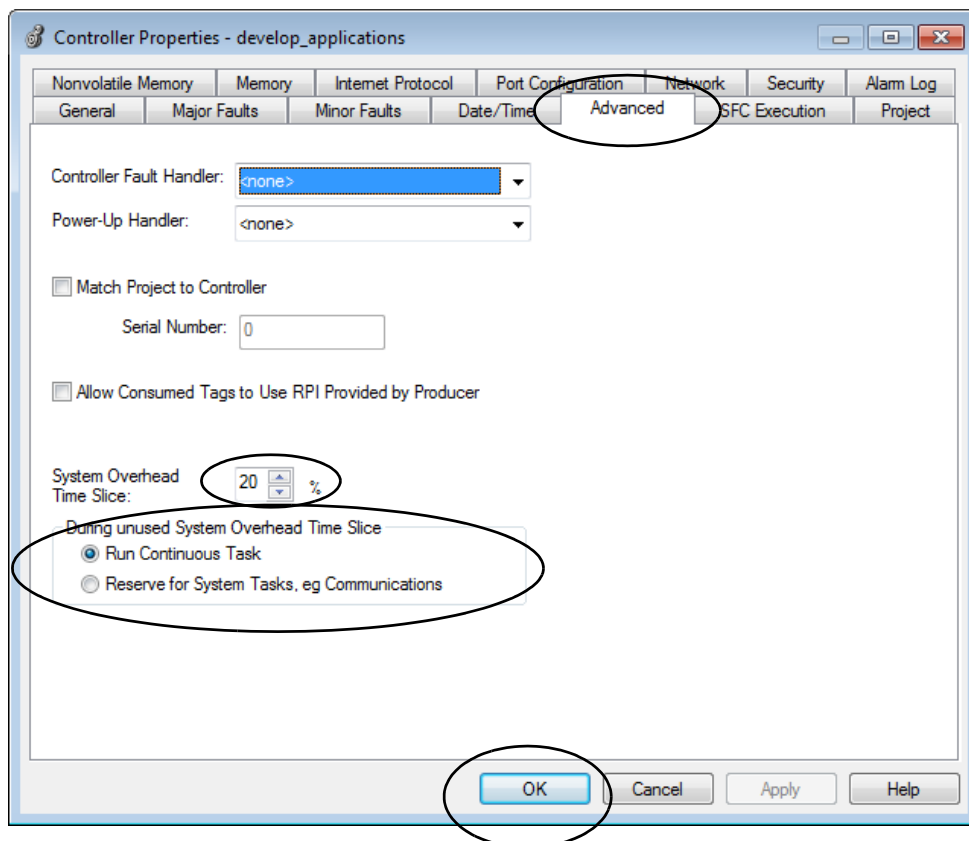 Controller Properties - develop_applications
Nonvolatile Memory Memory Internet Protocol Port Configuration Network Security Alarm Log
General Major Faults Minor Faults Date/Time Advanced SFC Execution Project
Controller Fault Handler: <none>
Power-Up Handler: <none>
Match Project to Controller
Serial Number: 0
Allow Consumed Tags to Use RPI Provided by Producer
System Overhead
Time Slice: 20 %
During unused System Overhead Time Slice
Run Continuous Task
Reserve for System Tasks, eg Communications
OK Cancel Apply Help